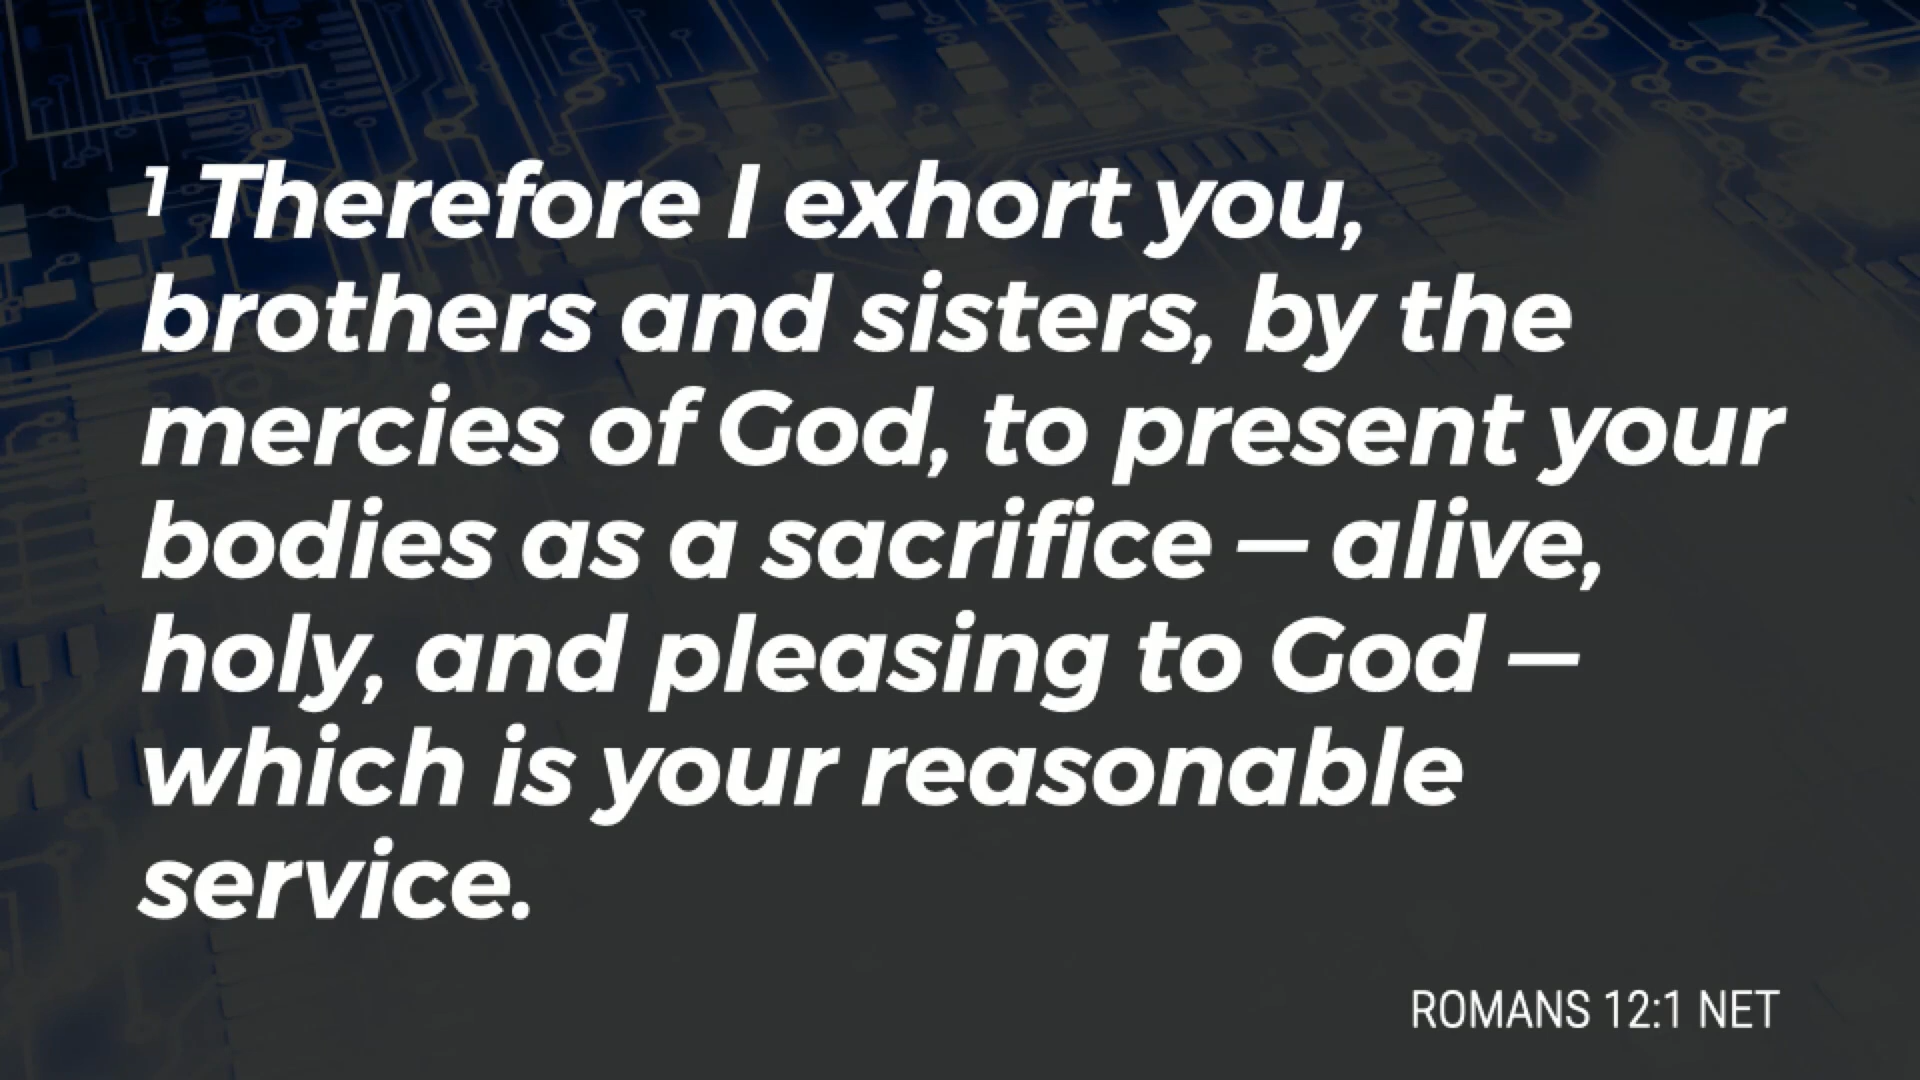 1 Therefore I exhort you,
brothers and sisters, by the
mercies of God, to present your
bodies as a sacrifice – alive,
holy, and pleasing to God –
which is your reasonable
service.
ROMANS 12:1 NET